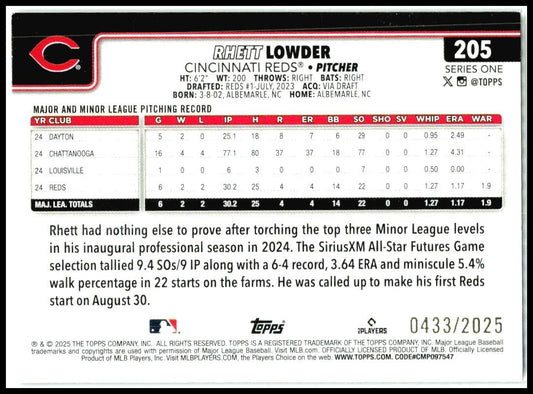 RHETT LOWDER
CINCINNATI REDS® • PITCHER
HT: 6'2" WT: 200 THROWS: RIGHT BATS: RIGHT
DRAFTED: REDS #1-JULY, 2023 ACQ: VIA DRAFT
BORN: 3-8-02, ALBEMARLE, NC HOME: ALBEMARLE, NC
205
SERIES ONE
X @TOPPS
MAJOR AND MINOR LEAGUE PITCHING RECORD
YR CLUB G W L IP H R ER BB SO SHO SV WHIP ERA WAR
24 DAYTON 5 2 0 25.1 18 8 7 6 29 0 0 0.95 2.49 -
24 CHATTANOOGA 16 4 4 77.1 80 37 37 18 77 0 0 1.27 4.31 -
24 LOUISVILLE 1 0 0 6 3 0 0 0 7 0 0 0.50 0.00 -
24 REDS 6 2 2 30.2 25 4 4 14 22 0 0 1.27 1.17 1.9
MAJ. LEA. TOTALS 6 2 2 30.2 25 4 4 14 22 0 0 1.27 1.17 1.9
Rhett had nothing else to prove after torching the top three Minor League levels
in his inaugural professional season in 2024. The SiriusXM All-Star Futures Game
selection tallied 9.4 SOs/9 IP along with a 6-4 record, 3.64 ERA and miniscule 5.4%
walk percentage in 22 starts on the farms. He was called up to make his first Reds
start on August 30.
Topps
PLAYERS
0433/2025
® & © 2025 THE TOPPS COMPANY, INC. ALL RIGHTS RESERVED. TOPPS IS A REGISTERED TRADEMARK OF THE TOPPS COMPANY, INC. Major League Baseball
trademarks and copyrights are used with permission of Major League Baseball. Visit MLB.com. OFFICIALLY LICENSED PRODUCT OF MLB. Officially Licensed
Product of MLB Players, Inc. Visit MLBPLAYERS.com, the Players Choice on the web. WWW.TOPPS.COM. CODE#CMP097547